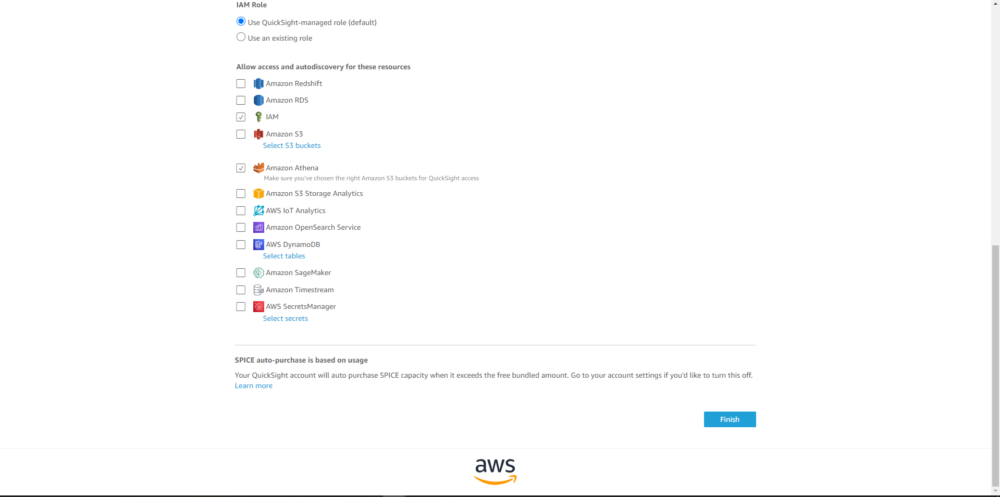 IAM Role
Use QuickSight-managed role (default)
Use an existing role
Allow access and autodiscovery for these resources
Amazon Redshift
Amazon RDS
IAM
Amazon S3
Select S3 buckets
Amazon Athena
Make sure you've chosen the right Amazon S3 buckets for QuickSight access
Amazon S3 Storage Analytics
AWS IoT Analytics
Amazon OpenSearch Service
AWS DynamoDB
Select tables
Amazon SageMaker
Amazon Timestream
AWS SecretsManager
Select secrets
SPICE auto-purchase is based on usage
Your QuickSight account will auto purchase SPICE capacity when it exceeds the free bundled amount. Go to your account settings if you'd like to turn this off.
Learn more
Finish
aws